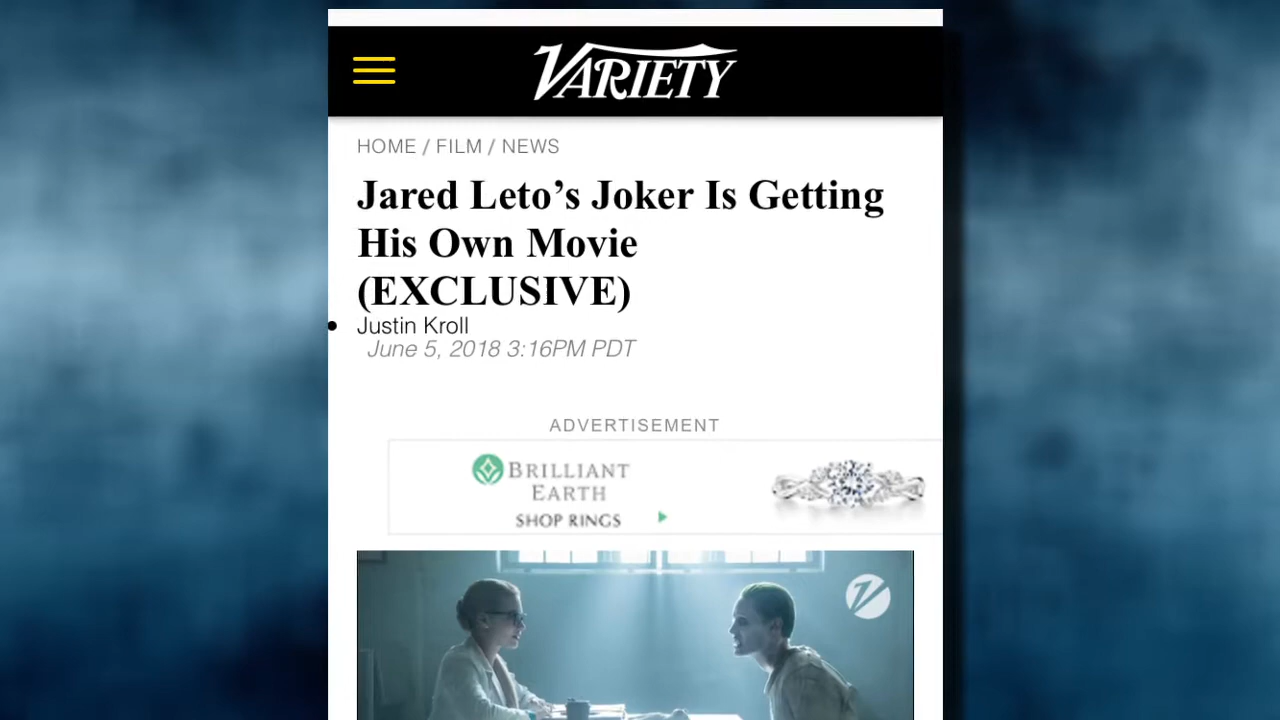 VARIETY
HOME / FILM / NEWS
Jared Leto’s Joker Is Getting
His Own Movie
(EXCLUSIVE)
Justin Kroll
June 5, 2018 3:16PM PDT
ADVERTISEMENT
BRILLIANT
EARTH
SHOP RINGS